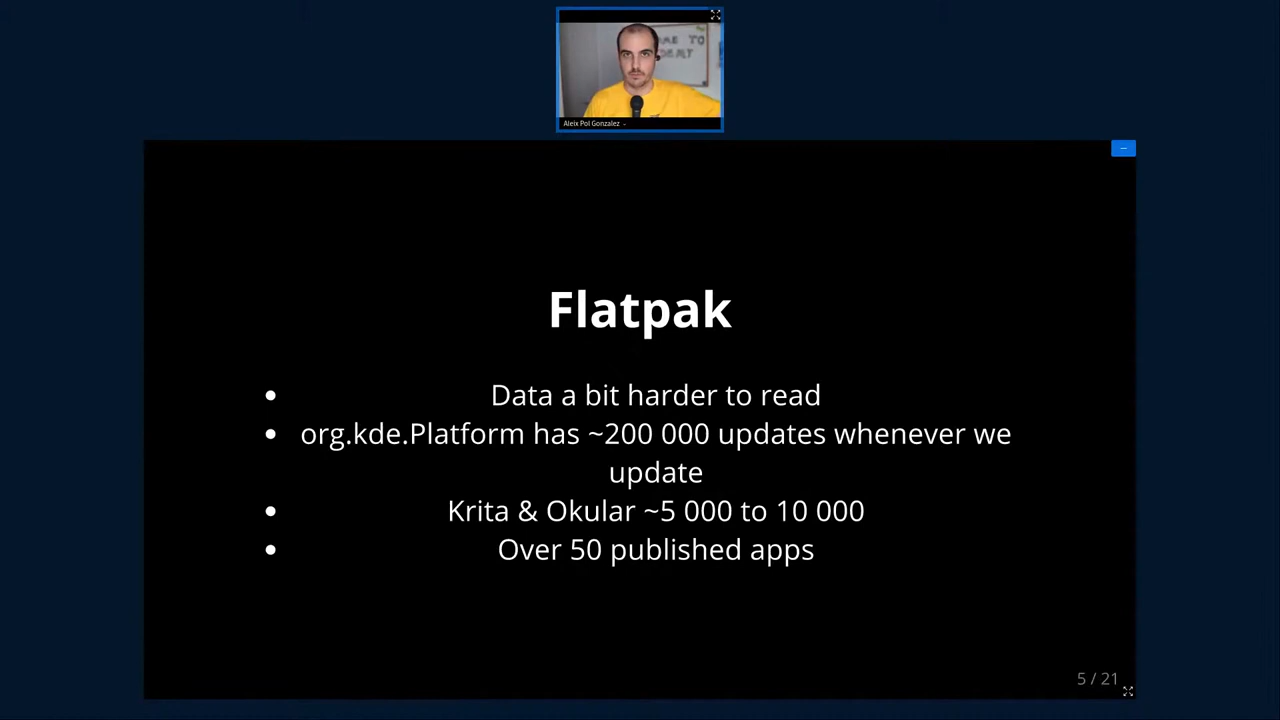 Aleix Pol Gonzalez
Flatpak
Data a bit harder to read
org.kde.Platform has ~200 000 updates whenever we
update
Krita & Okular ~5 000 to 10 000
Over 50 published apps
5 / 21